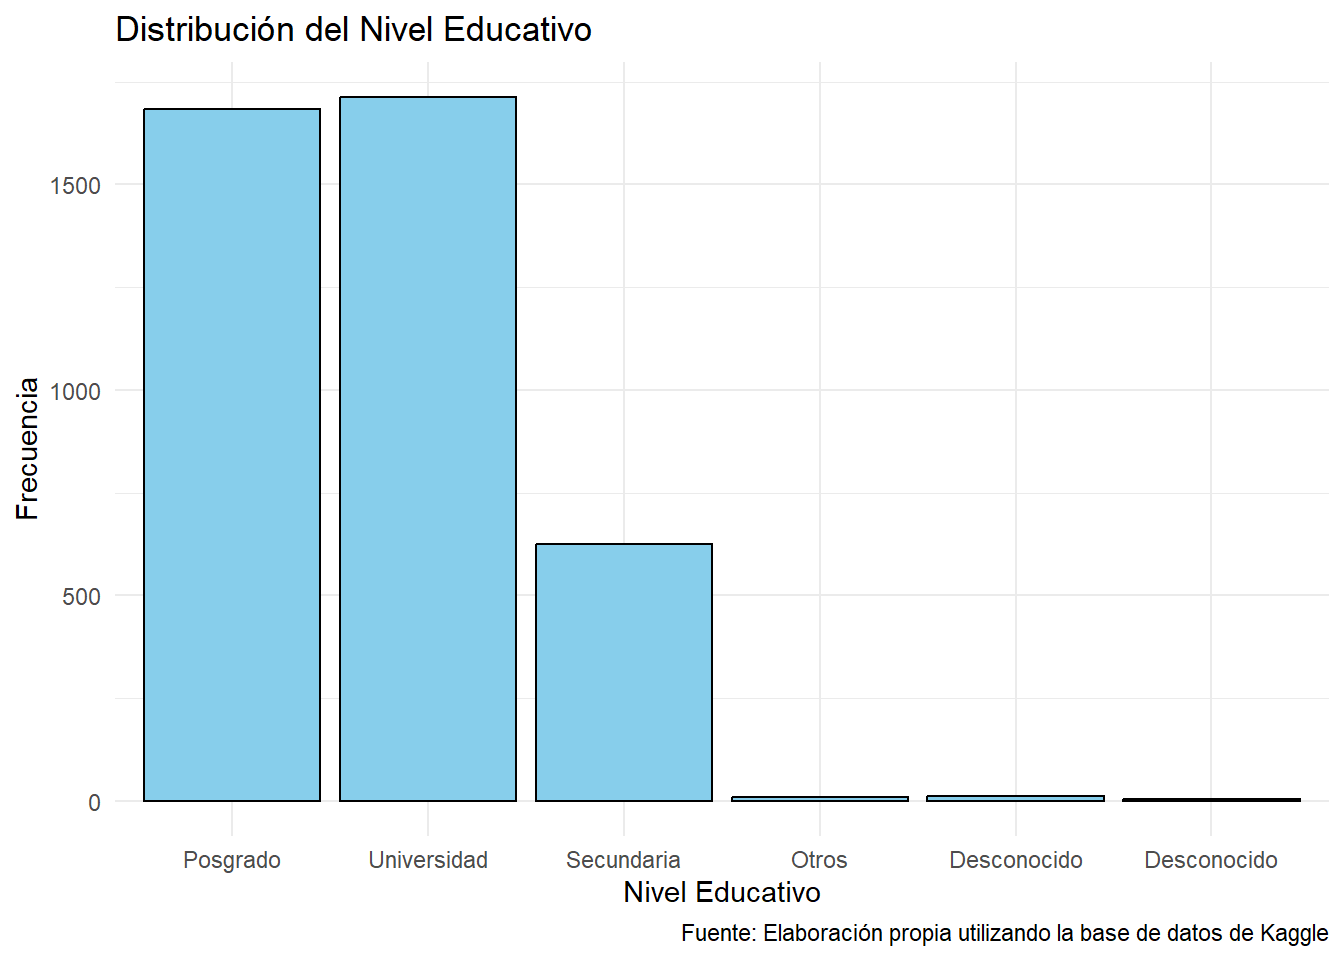 Distribución del Nivel Educativo
Frecuencia
1500
1000
500
0
Posgrado Universidad Secundaria Otros Desconocido Desconocido
Nivel Educativo
Fuente: Elaboración propia utilizando la base de datos de Kaggle